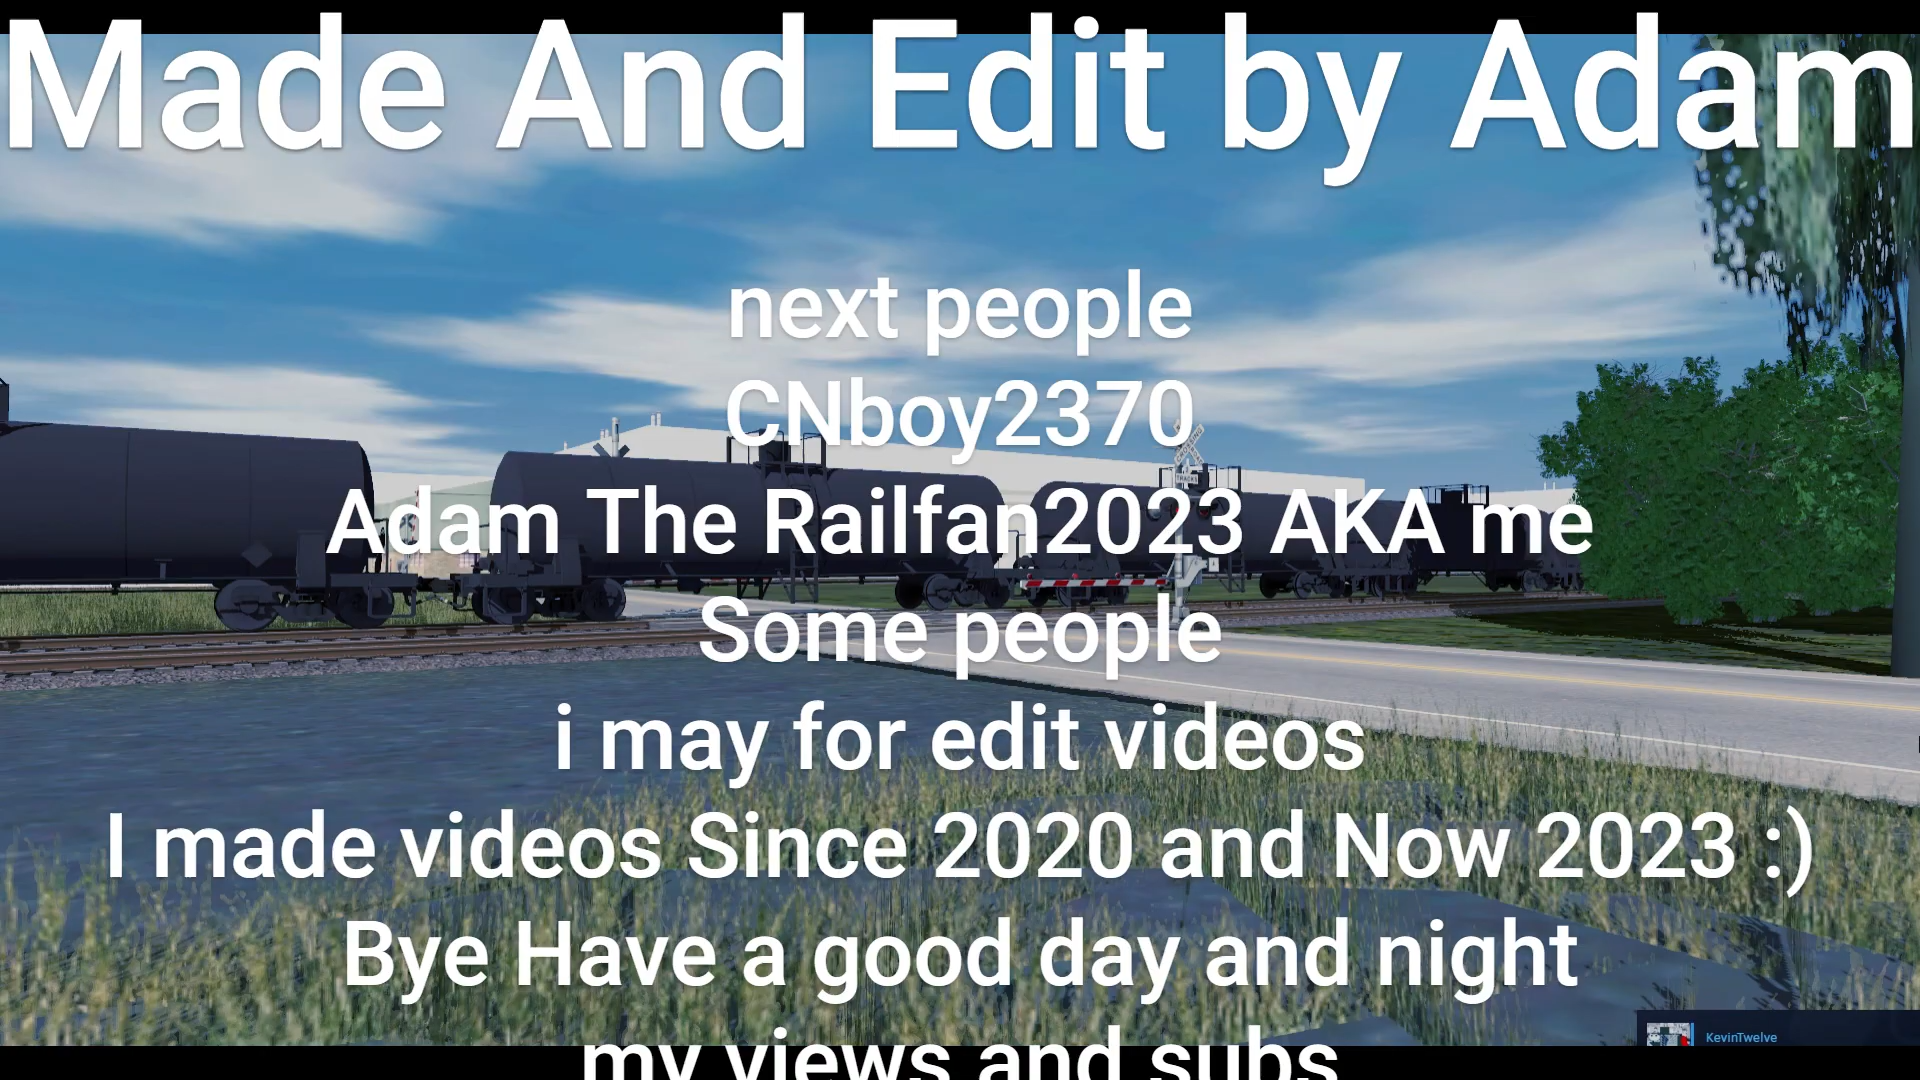 Made And Edit by Adam
next people
CNboy2370
Adam The Railfan2023 AKA me
Some people
i may for edit videos
I made videos Since 2020 and Now 2023 :)
Bye Have a good day and night
my views and subs
TRACKS
KevinTwelve